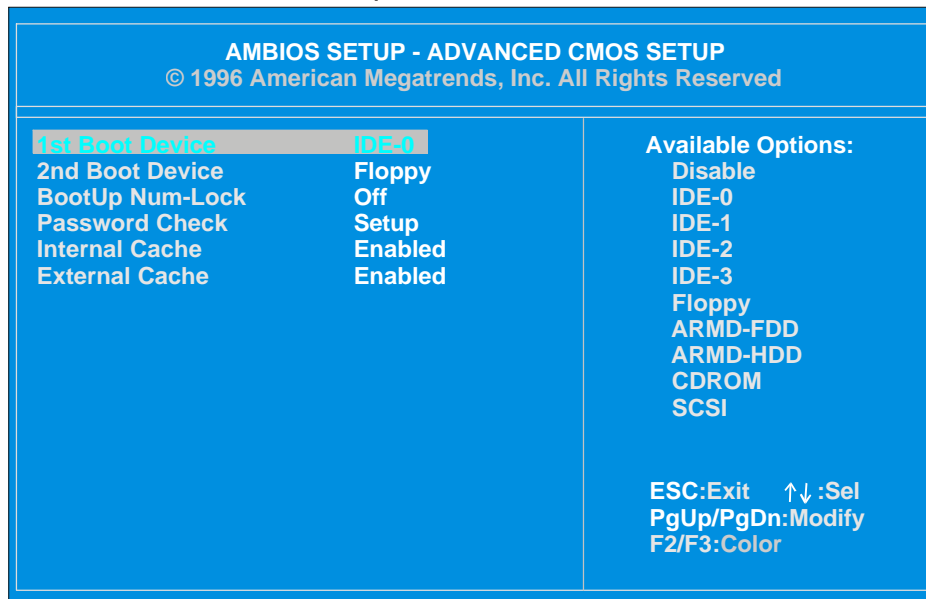 AMBIOS SETUP - ADVANCED CMOS SETUP
© 1996 American Megatrends, Inc. All Rights Reserved
1st Boot Device IDE-0
2nd Boot Device Floppy
BootUp Num-Lock Off
Password Check Setup
Internal Cache Enabled
External Cache Enabled
Available Options:
Disable
IDE-0
IDE-1
IDE-2
IDE-3
Floppy
ARMD-FDD
ARMD-HDD
CDROM
SCSI
ESC:Exit ↑↓:Sel
PgUp/PgDn:Modify
F2/F3:Color